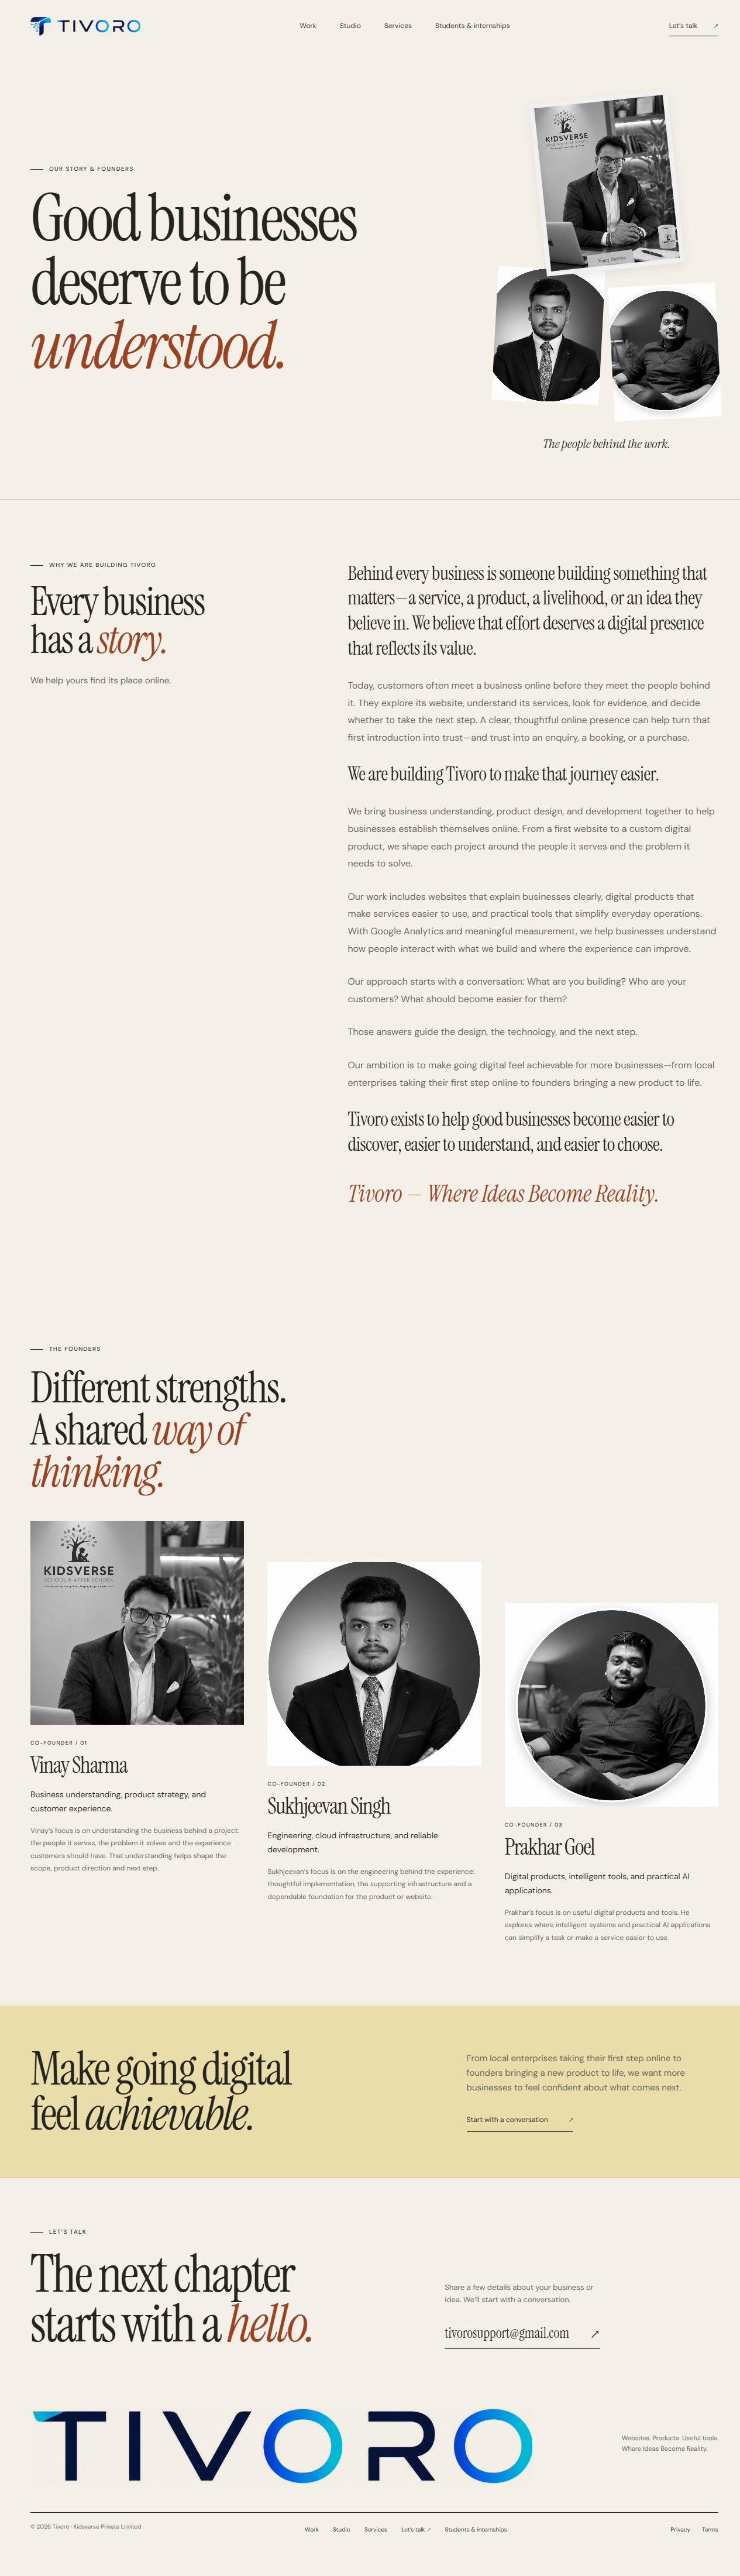 TIVORO
Work Studio Services Students & internships
Let's talk ↗
OUR STORY & FOUNDERS
Good businesses
deserve to be
understood.
KIDSVERSE
Vinay Sharma
The people behind the work.
WHY WE ARE BUILDING TIVORO
Every business
has a story.
We help yours find its place online.
Behind every business is someone building something that
matters—a service, a product, a livelihood, or an idea they
believe in. We believe that effort deserves a digital presence
that reflects its value.
Today, customers often meet a business online before they meet the people behind
it. They explore its website, understand its services, look for evidence, and decide
whether to take the next step. A clear, thoughtful online presence can help turn that
first introduction into trust—and trust into an enquiry, a booking, or a purchase.
We are building Tivoro to make that journey easier.
We bring business understanding, product design, and development together to help
businesses establish themselves online. From a first website to a custom digital
product, we shape each project around the people it serves and the problem it
needs to solve.
Our work includes websites that explain businesses clearly, digital products that
make services easier to use, and practical tools that simplify everyday operations.
With Google Analytics and meaningful measurement, we help businesses understand
how people interact with what we build and where the experience can improve.
Our approach starts with a conversation: What are you building? Who are your
customers? What should become easier for them?
Those answers guide the design, the technology, and the next step.
Our ambition is to make going digital feel achievable for more businesses—from local
enterprises taking their first step online to founders bringing a new product to life.
Tivoro exists to help good businesses become easier to
discover, easier to understand, and easier to choose.
Tivoro — Where Ideas Become Reality.
THE FOUNDERS
Different strengths.
A shared way of
thinking.
KIDSVERSE
SCHOOL & AFTER SCHOOL
CO-FOUNDER / 01
Vinay Sharma
Business understanding, product strategy, and
customer experience.
Vinay's focus is on understanding the business behind a project:
the people it serves, the problem it solves and the experience
customers should have. That understanding helps shape the
scope, product direction and next step.
CO-FOUNDER / 02
Sukhjeevan Singh
Engineering, cloud infrastructure, and reliable
development.
Sukhjeevan's focus is on the engineering behind the experience:
thoughtful implementation, the supporting infrastructure and a
dependable foundation for the product or website.
CO-FOUNDER / 03
Prakhar Goel
Digital products, intelligent tools, and practical AI
applications.
Prakhar's focus is on useful digital products and tools. He
explores where intelligent systems and practical AI applications
can simplify a task or make a service easier to use.
Make going digital
feel achievable.
From local enterprises taking their first step online to
founders bringing a new product to life, we want more
businesses to feel confident about what comes next.
Start with a conversation ↗
LET'S TALK
The next chapter
starts with a hello.
Share a few details about your business or
idea. We'll start with a conversation.
tivorosupport@gmail.com ↗
TIVORO
Websites. Products. Useful tools.
Where Ideas Become Reality.
© 2026 Tivoro · Kidsverse Private Limited
Work Studio Services Let's talk ↗ Students & internships
Privacy Terms